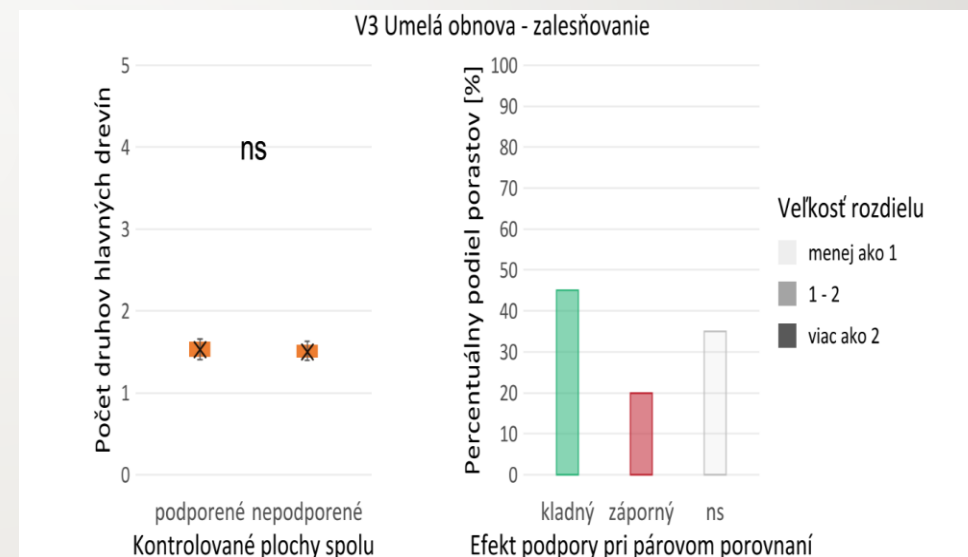 V3 Umelá obnova - zalesňovanie
Počet druhov hlavných drevín
5
4
3
2
1
0
ns
podporené nepodporené
Kontrolované plochy spolu
Percentuálny podiel porastov [%]
100
90
80
70
60
50
40
30
20
10
0
kladný záporný ns
Efekt podpory pri párovom porovnaní
Veľkosť rozdielu
menej ako 1
1 - 2
viac ako 2